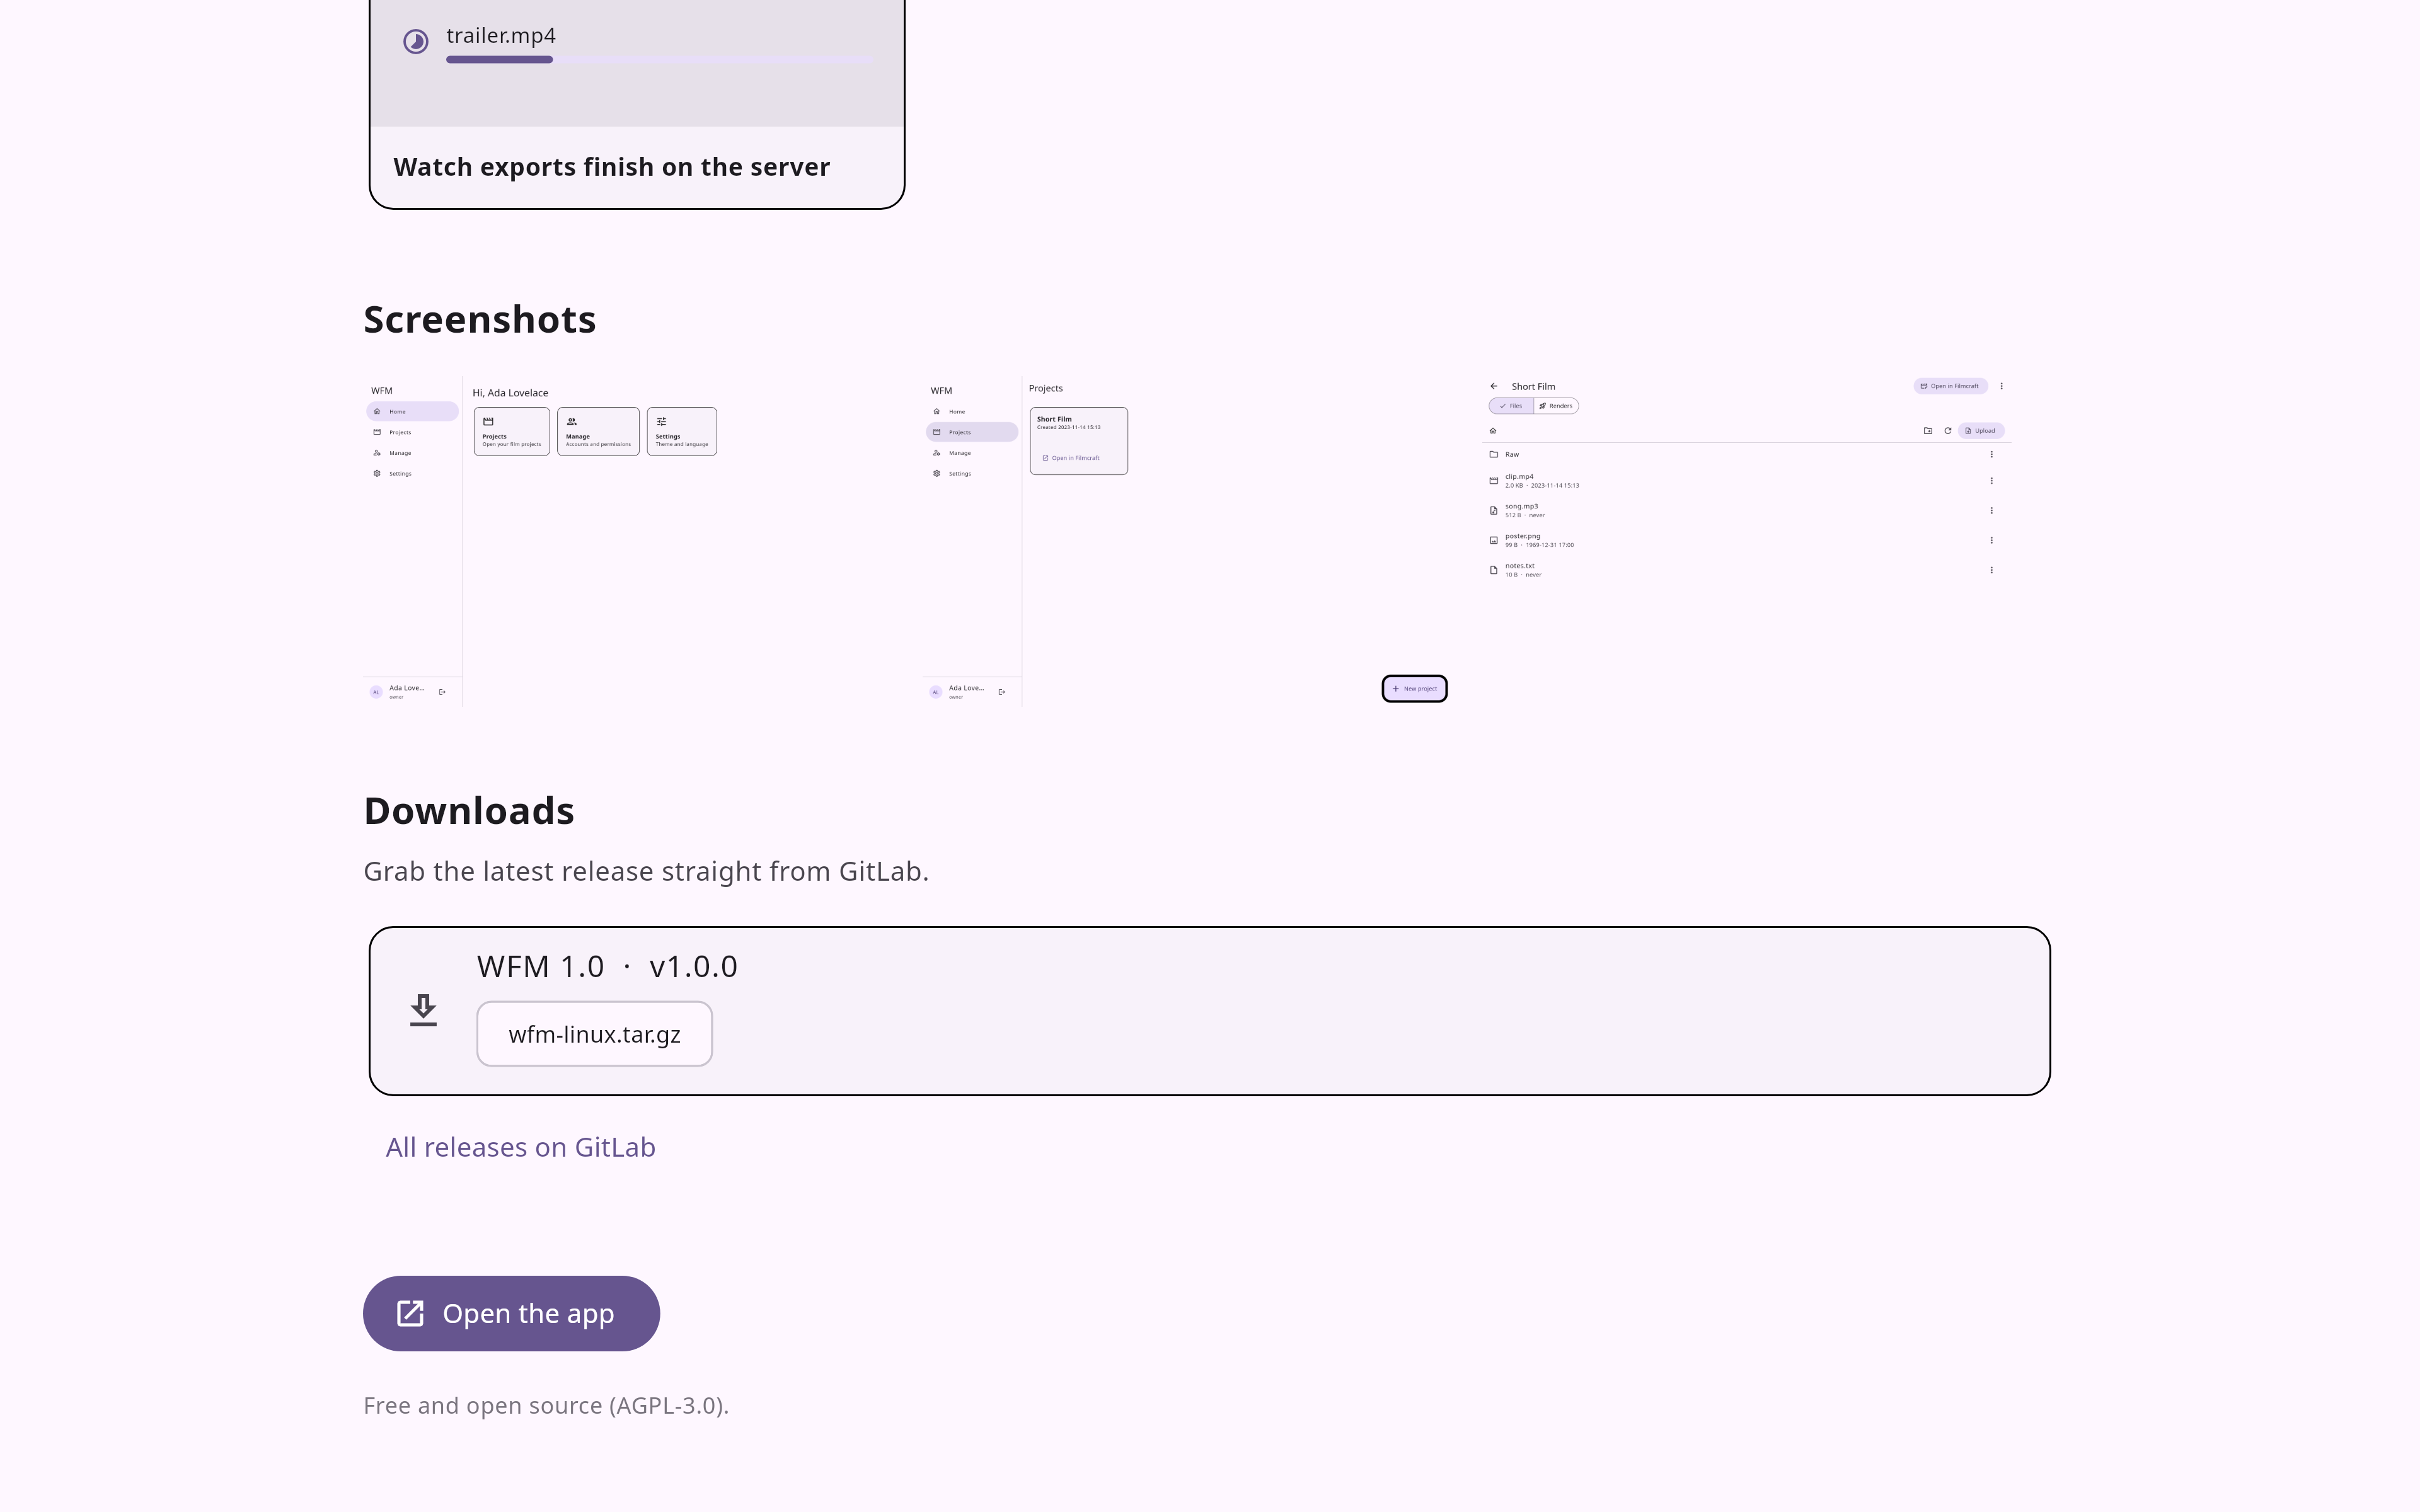 trailer.mp4
Watch exports finish on the server
Screenshots
WFM
Home
Projects
Manage
Settings
Ada Love...
owner
AL
Hi, Ada Lovelace
Projects
Open your film projects
Manage
Accounts and permissions
Settings
Theme and language
WFM
Home
Projects
Manage
Settings
AL
Ada Love...
owner
Projects
Short Film
Created 2023-11-14 15:13
Open in Filmcraft
New project
Short Film
Open in Filmcraft
Files
Renders
Upload
Raw
clip.mp4
2.0 KB · 2023-11-14 15:13
song.mp3
512 B · never
poster.png
99 B · 1969-12-31 17:00
notes.txt
10 B · never
Downloads
Grab the latest release straight from GitLab.
WFM 1.0 · v1.0.0
wfm-linux.tar.gz
All releases on GitLab
Open the app
Free and open source (AGPL-3.0).